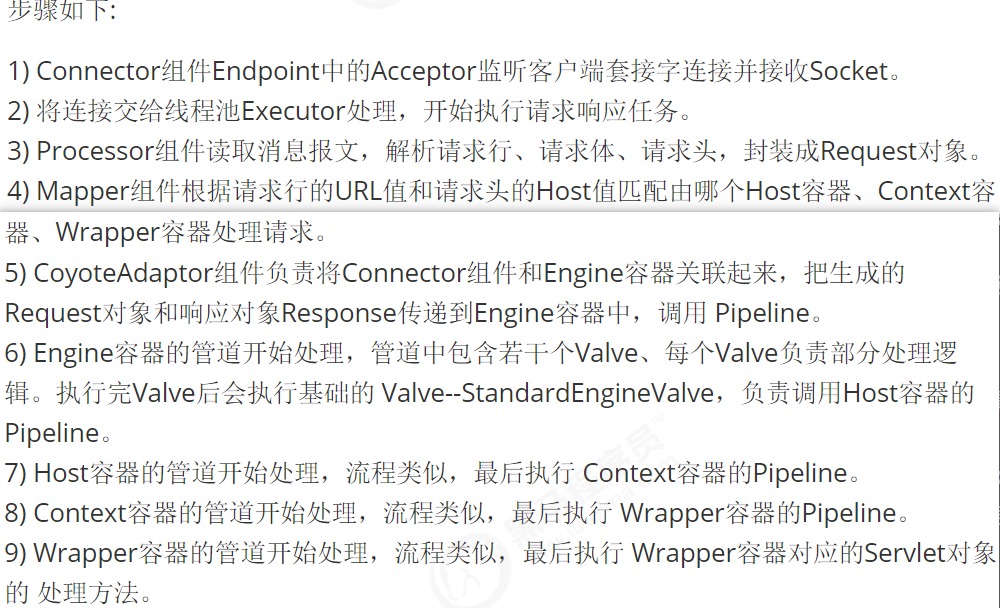 步骤如下:
1) Connector组件Endpoint中的Acceptor监听客户端套接字连接并接收Socket。
2) 将连接交给线程池Executor处理，开始执行请求响应任务。
3) Processor组件读取消息报文，解析请求行、请求体、请求头，封装成Request对象。
4) Mapper组件根据请求行的URL值和请求头的Host值匹配由哪个Host容器、Context容
器、Wrapper容器处理请求。
5) CoyoteAdaptor组件负责将Connector组件和Engine容器关联起来，把生成的
Request对象和响应对象Response传递到Engine容器中，调用 Pipeline。
6) Engine容器的管道开始处理，管道中包含若干个Valve、每个Valve负责部分处理逻
辑。执行完Valve后会执行基础的 Valve--StandardEngineValve，负责调用Host容器的
Pipeline。
7) Host容器的管道开始处理，流程类似，最后执行 Context容器的Pipeline。
8) Context容器的管道开始处理，流程类似，最后执行 Wrapper容器的Pipeline。
9) Wrapper容器的管道开始处理，流程类似，最后执行 Wrapper容器对应的Servlet对象
的 处理方法。